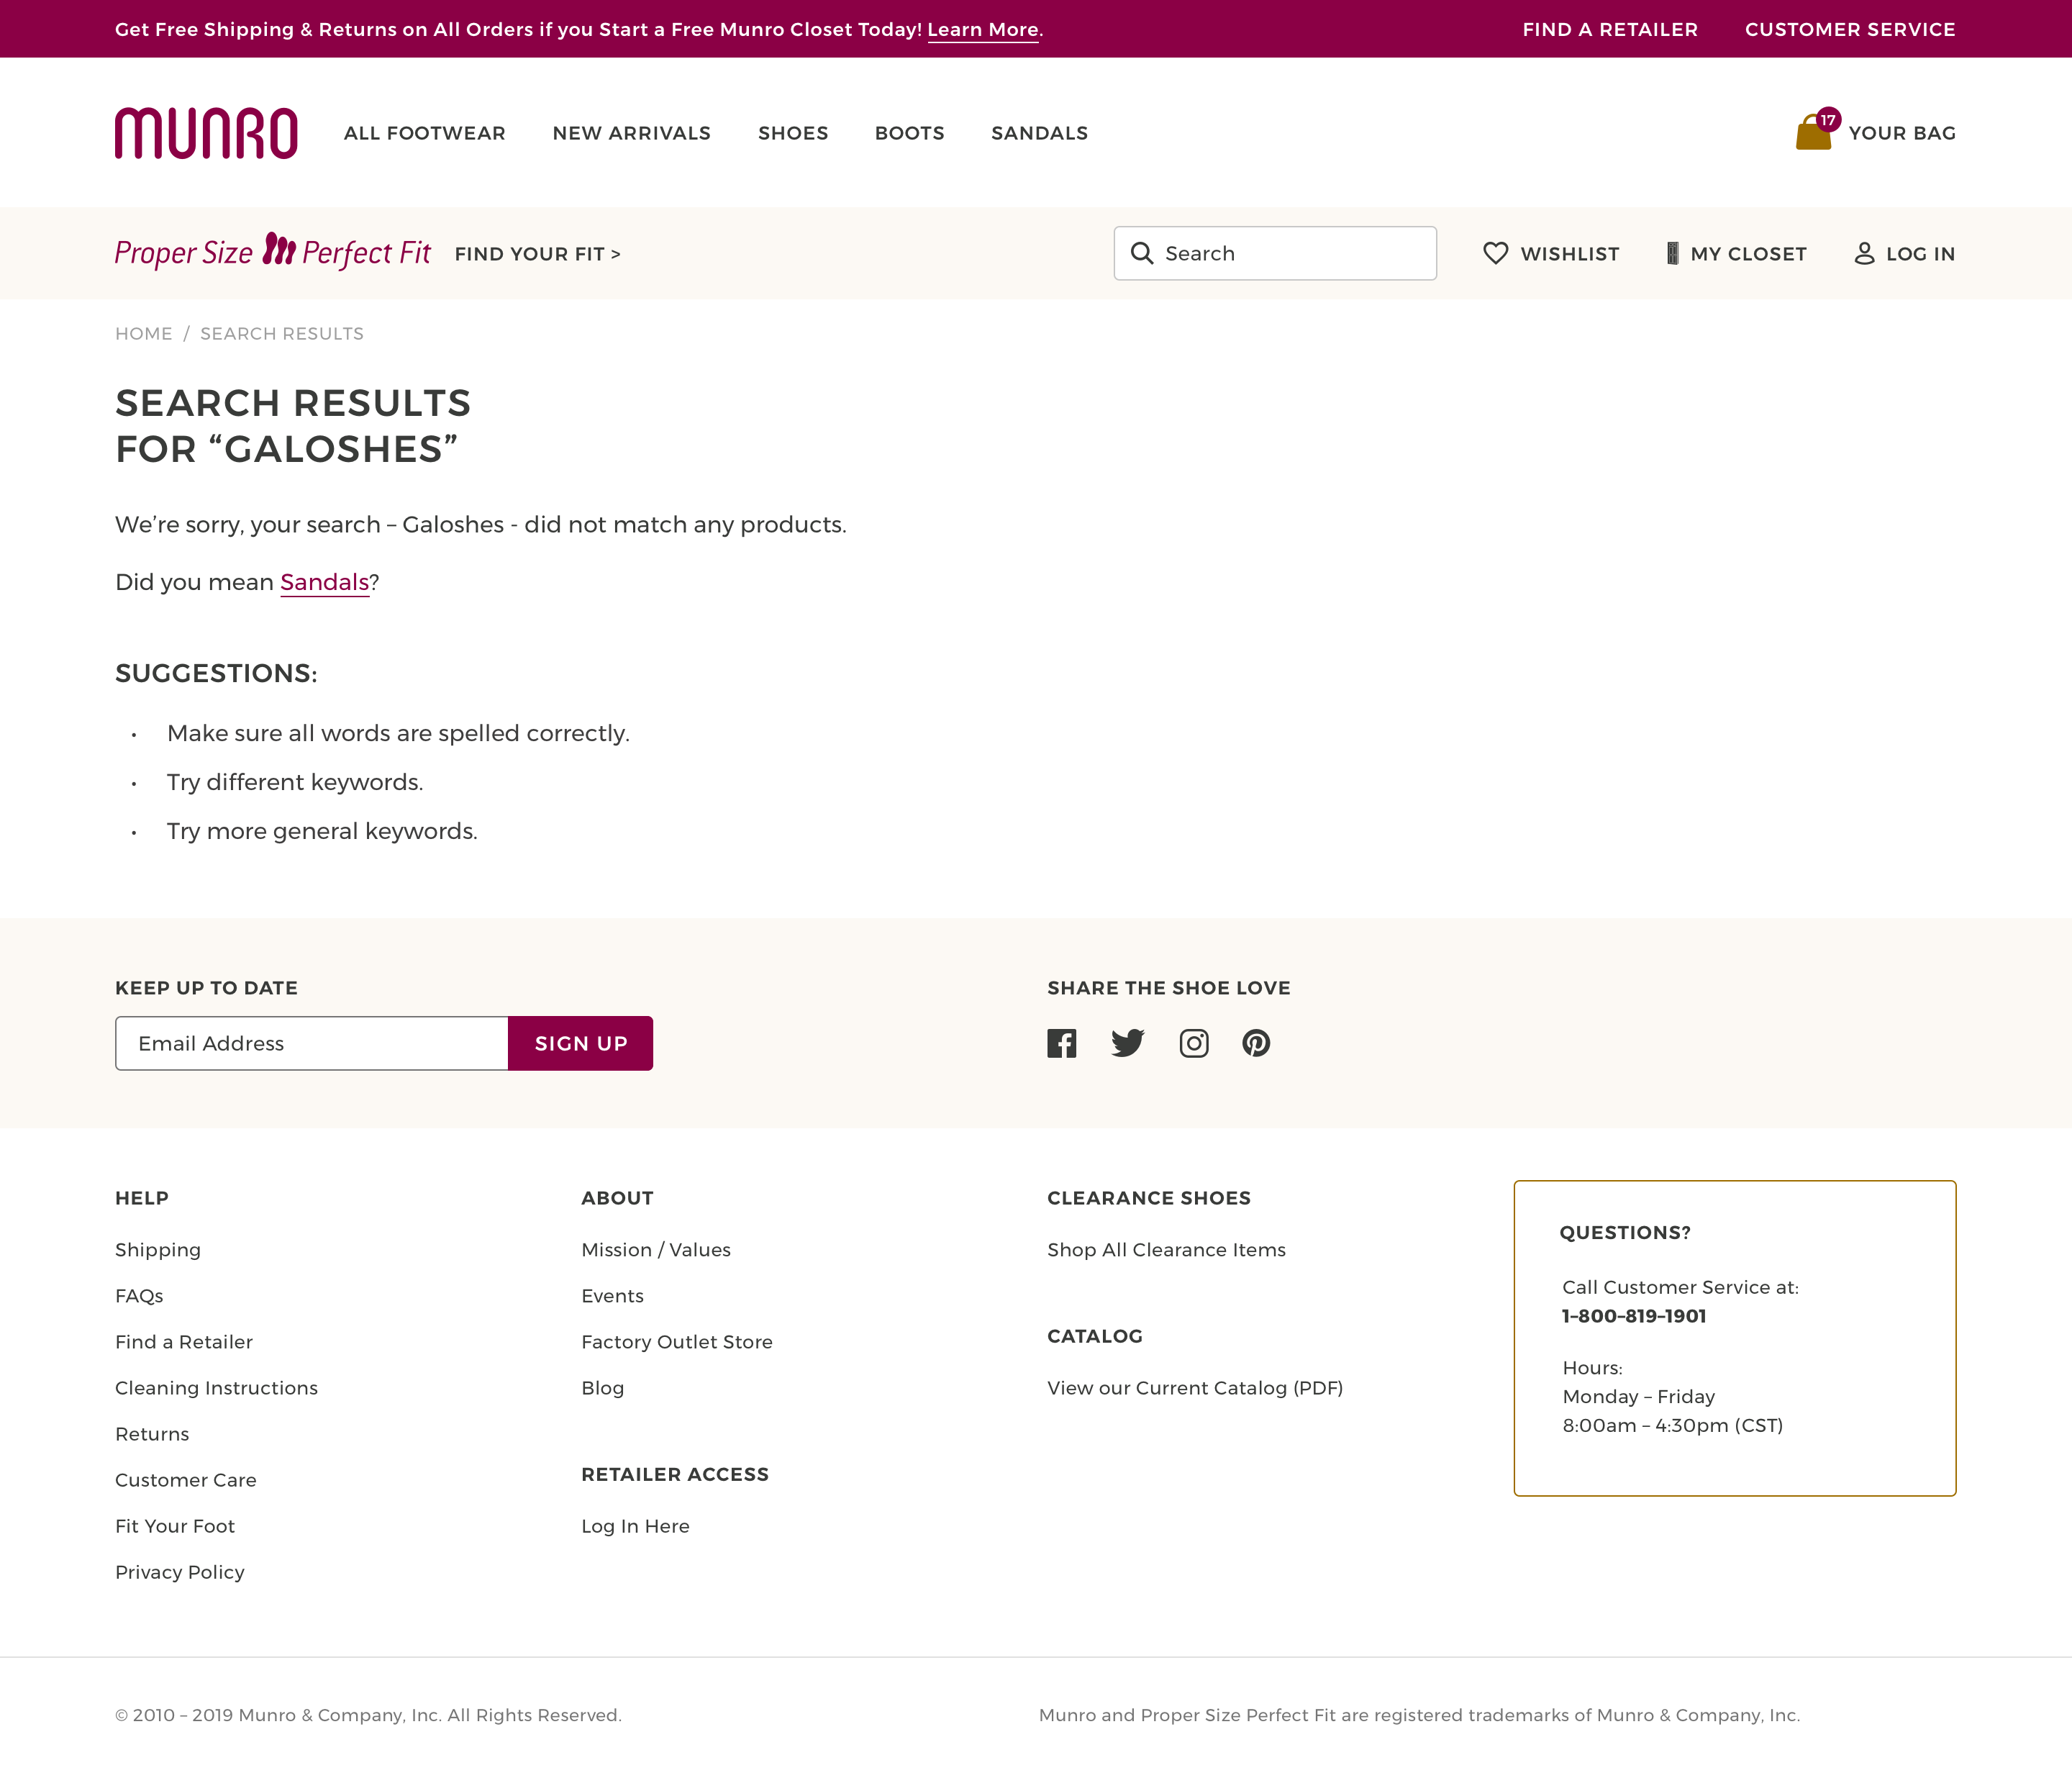 Get Free Shipping & Returns on All Orders if you Start a Free Munro Closet Today! Learn More.
FIND A RETAILER
CUSTOMER SERVICE
MUNRO
ALL FOOTWEAR
NEW ARRIVALS
SHOES
BOOTS
SANDALS
17
YOUR BAG
Proper Size Perfect Fit
FIND YOUR FIT >
Search
WISHLIST
MY CLOSET
LOG IN
HOME / SEARCH RESULTS
SEARCH RESULTS
FOR “GALOSHES”
We’re sorry, your search – Galoshes - did not match any products.
Did you mean Sandals?
SUGGESTIONS:
• Make sure all words are spelled correctly.
• Try different keywords.
• Try more general keywords.
KEEP UP TO DATE
Email Address
SIGN UP
SHARE THE SHOE LOVE
HELP
Shipping
FAQs
Find a Retailer
Cleaning Instructions
Returns
Customer Care
Fit Your Foot
Privacy Policy
ABOUT
Mission / Values
Events
Factory Outlet Store
Blog
RETAILER ACCESS
Log In Here
CLEARANCE SHOES
Shop All Clearance Items
CATALOG
View our Current Catalog (PDF)
QUESTIONS?
Call Customer Service at:
1-800-819-1901
Hours:
Monday – Friday
8:00am – 4:30pm (CST)
© 2010 – 2019 Munro & Company, Inc. All Rights Reserved.
Munro and Proper Size Perfect Fit are registered trademarks of Munro & Company, Inc.